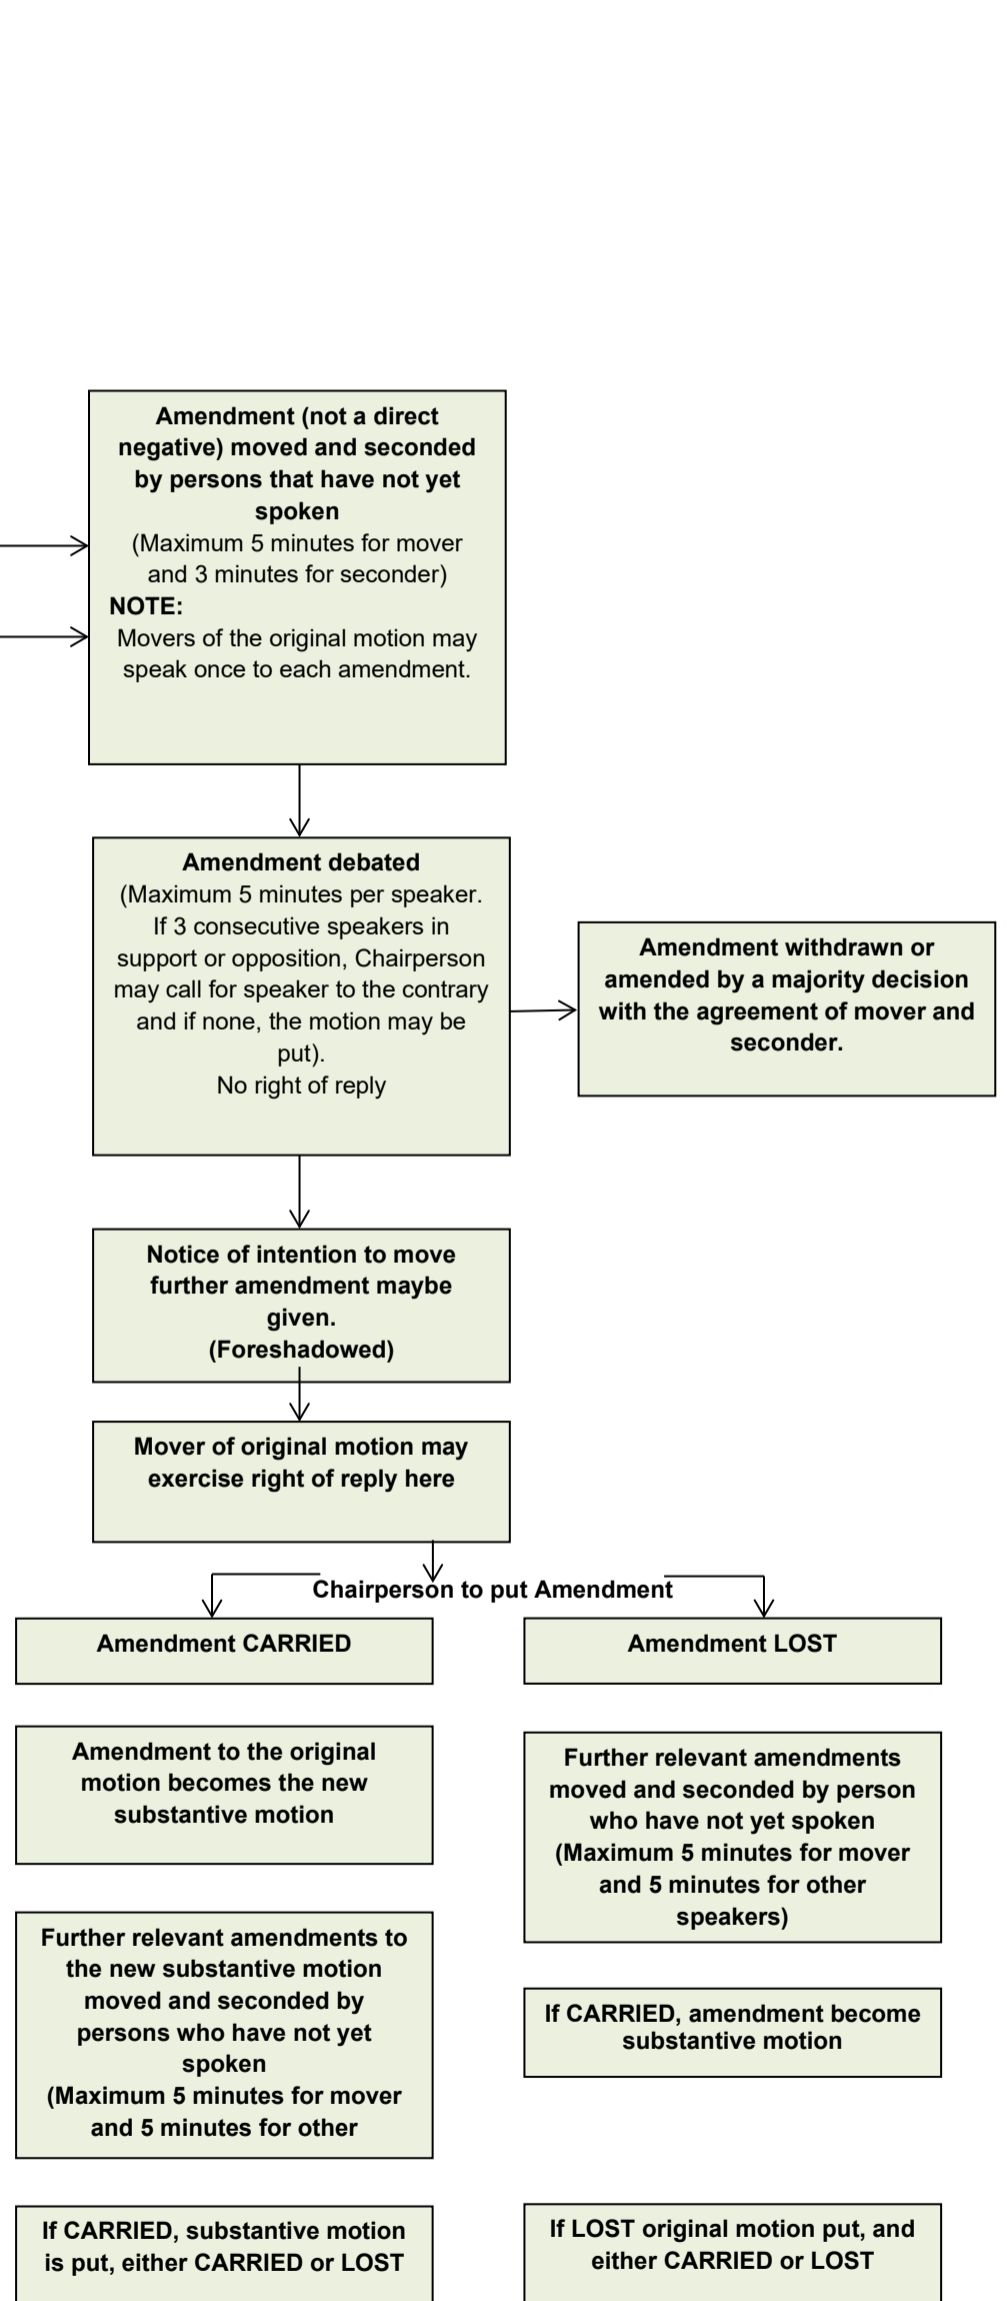 Amendment (not a direct
negative) moved and seconded
by persons that have not yet
spoken
(Maximum 5 minutes for mover
and 3 minutes for seconder)
NOTE:
Movers of the original motion may
speak once to each amendment.
Amendment debated
(Maximum 5 minutes per speaker.
If 3 consecutive speakers in
support or opposition, Chairperson
may call for speaker to the contrary
and if none, the motion may be
put).
No right of reply
Amendment withdrawn or
amended by a majority decision
with the agreement of mover and
seconder.
Notice of intention to move
further amendment maybe
given.
(Foreshadowed)
Mover of original motion may
exercise right of reply here
Chairperson to put Amendment
Amendment CARRIED
Amendment to the original
motion becomes the new
substantive motion
Further relevant amendments to
the new substantive motion
moved and seconded by
persons who have not yet
spoken
(Maximum 5 minutes for mover
and 5 minutes for other
If CARRIED, substantive motion
is put, either CARRIED or LOST
Amendment LOST
Further relevant amendments
moved and seconded by person
who have not yet spoken
(Maximum 5 minutes for mover
and 5 minutes for other
speakers)
If CARRIED, amendment become
substantive motion
If LOST original motion put, and
either CARRIED or LOST